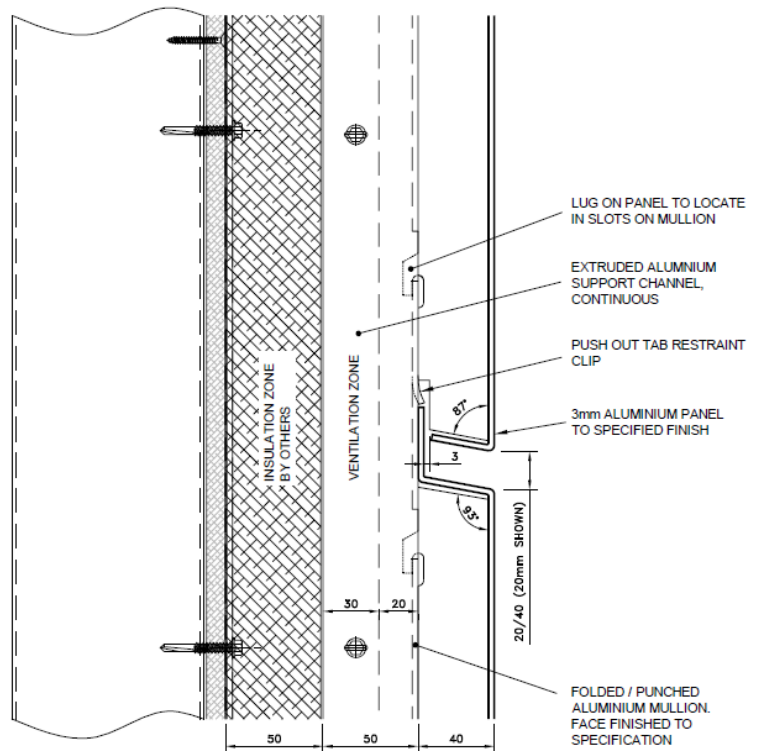 LUG ON PANEL TO LOCATE
IN SLOTS ON MULLION
EXTRUDED ALUMNIUM
SUPPORT CHANNEL,
CONTINUOUS
PUSH OUT TAB RESTRAINT
CLIP
87°
3mm ALUMINIUM PANEL
TO SPECIFIED FINISH
INSULATION ZONE
BY OTHERS
VENTILATION ZONE
3
93°
20/40 (20mm SHOWN)
30
20
FOLDED / PUNCHED
ALUMINIUM MULLION.
FACE FINISHED TO
SPECIFICATION
50
50
40